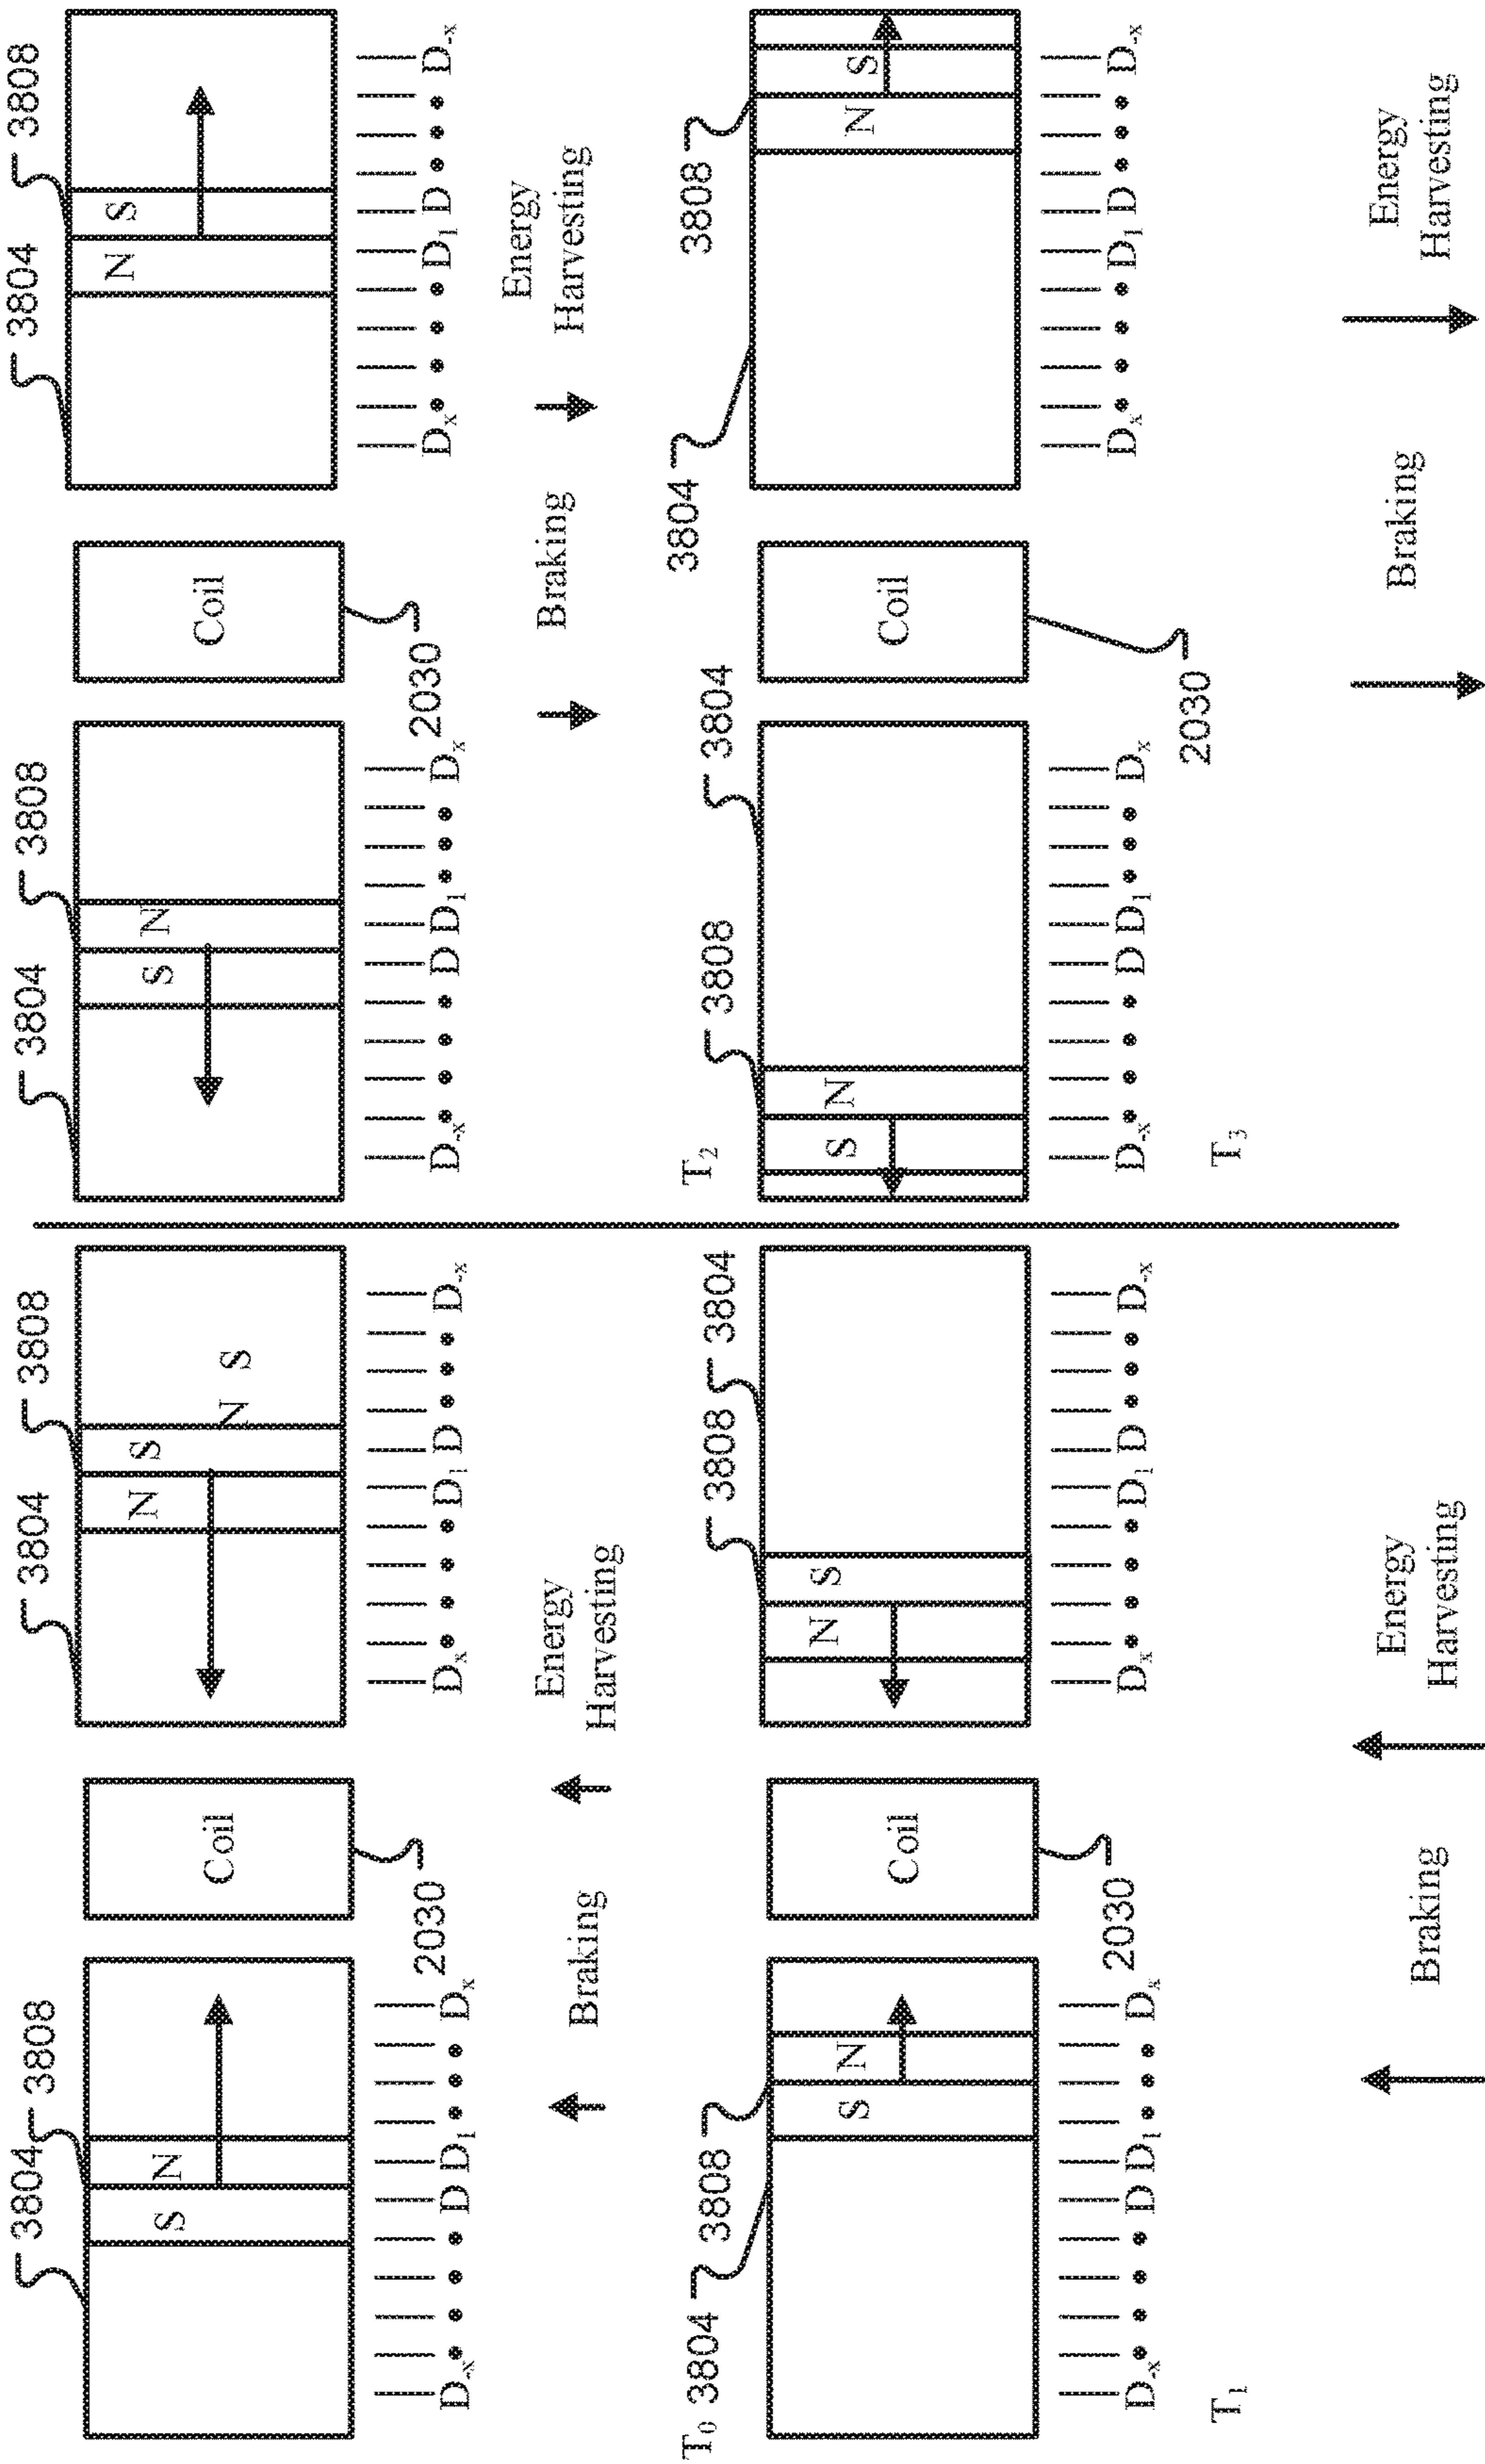 3804 3808 3804 3808
S N Coil N S
N S
2030
D-x • • • • D D1 • • • Dx
Dx • • • • D1 D • • • D-x
Braking
Energy
Harvesting
T0
3804 3808 3808 3804
S N Coil N S
2030
D-x • • • • D D1 • • • Dx
Dx • • • • D1 D • • • D-x
T1
Braking
Energy
Harvesting
3804 3808 3804 3808
S N Coil N S
2030
D-x • • • • D D1 • • • Dx
Dx • • • • D1 D • • • D-x
Braking
Energy
Harvesting
T2
3808 3804 3804 3808
S N Coil N S
2030
D-x • • • • D D1 • • • Dx
Dx • • • • D1 D • • • D-x
T3
Braking
Energy
Harvesting